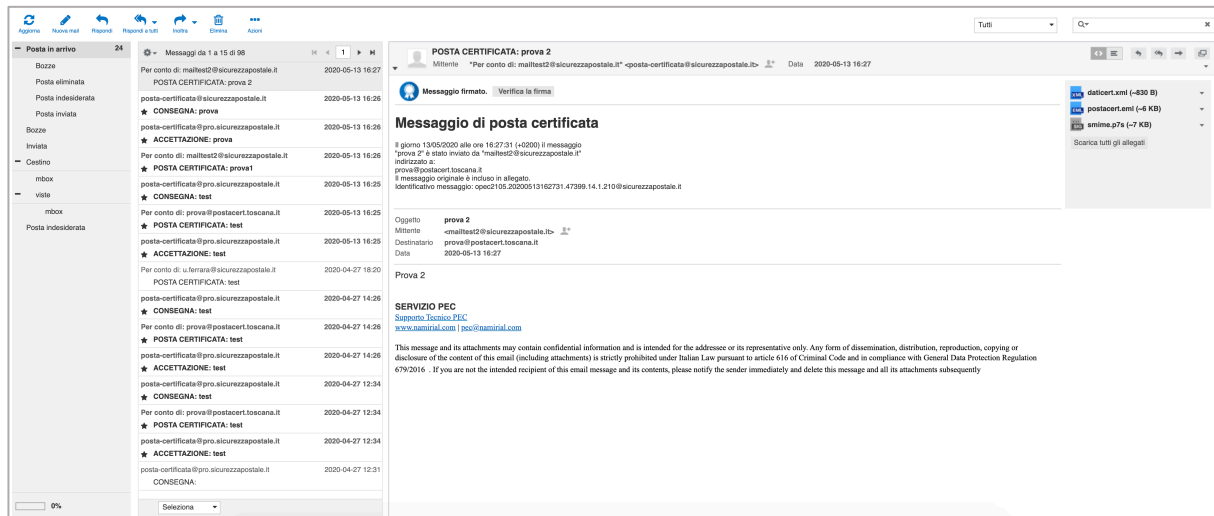 Aggiorna Nuova mail Rispondi Rispondi a tutti Inoltra Elimina Azioni
Tutti
Posta in arrivo 24
Bozze
Posta eliminata
Posta indesiderata
Posta inviata
Bozze
Inviata
Cestino
mbox
viste
mbox
Posta indesiderata
0%
Messaggi da 1 a 15 di 98 1
Per conto di: mailtest2@sicurezzapostale.it 2020-05-13 16:27
POSTA CERTIFICATA: prova 2
posta-certificata@sicurezzapostale.it 2020-05-13 16:26
★ CONSEGNA: prova
posta-certificata@pro.sicurezzapostale.it 2020-05-13 16:26
★ ACCETTAZIONE: prova
Per conto di: mailtest2@sicurezzapostale.it 2020-05-13 16:26
★ POSTA CERTIFICATA: prova1
posta-certificata@pro.sicurezzapostale.it 2020-05-13 16:25
★ CONSEGNA: test
Per conto di: prova@postacert.toscana.it 2020-05-13 16:25
★ POSTA CERTIFICATA: test
posta-certificata@pro.sicurezzapostale.it 2020-05-13 16:25
★ ACCETTAZIONE: test
Per conto di: u.ferrara@sicurezzapostale.it 2020-04-27 18:20
POSTA CERTIFICATA: test
posta-certificata@pro.sicurezzapostale.it 2020-04-27 14:26
★ CONSEGNA: test
Per conto di: prova@postacert.toscana.it 2020-04-27 14:26
★ POSTA CERTIFICATA: test
posta-certificata@pro.sicurezzapostale.it 2020-04-27 14:26
★ ACCETTAZIONE: test
posta-certificata@pro.sicurezzapostale.it 2020-04-27 12:34
★ CONSEGNA: test
Per conto di: prova@postacert.toscana.it 2020-04-27 12:34
★ POSTA CERTIFICATA: test
posta-certificata@pro.sicurezzapostale.it 2020-04-27 12:34
★ ACCETTAZIONE: test
posta-certificata@pro.sicurezzapostale.it 2020-04-27 12:31
CONSEGNA:
Seleziona
POSTA CERTIFICATA: prova 2
Mittente "Per conto di: mailtest2@sicurezzapostale.it" <posta-certificata@sicurezzapostale.it> Data 2020-05-13 16:27
Messaggio firmato. Verifica la firma
Messaggio di posta certificata
Il giorno 13/05/2020 alle ore 16:27:31 (+0200) il messaggio
"prova 2" è stato inviato da "mailtest2@sicurezzapostale.it"
indirizzato a:
prova@postacert.toscana.it
Il messaggio originale è incluso in allegato.
Identificativo messaggio: opec2105.20200513162731.47399.14.1.210@sicurezzapostale.it
Oggetto prova 2
Mittente <mailtest2@sicurezzapostale.it>
Destinatario prova@postacert.toscana.it
Data 2020-05-13 16:27
Prova 2
SERVIZIO PEC
Supporto Tecnico PEC
www.namirial.com | pec@namirial.com
This message and its attachments may contain confidential information and is intended for the addressee or its representative only. Any form of dissemination, distribution, reproduction, copying or
disclosure of the content of this email (including attachments) is strictly prohibited under Italian Law pursuant to article 616 of Criminal Code and in compliance with General Data Protection Regulation
679/2016 . If you are not the intended recipient of this email message and its contents, please notify the sender immediately and delete this message and all its attachments subsequently
XML daticert.xml (~830 B)
EML postacert.eml (~6 KB)
SIG smime.p7s (~7 KB)
Scarica tutti gli allegati